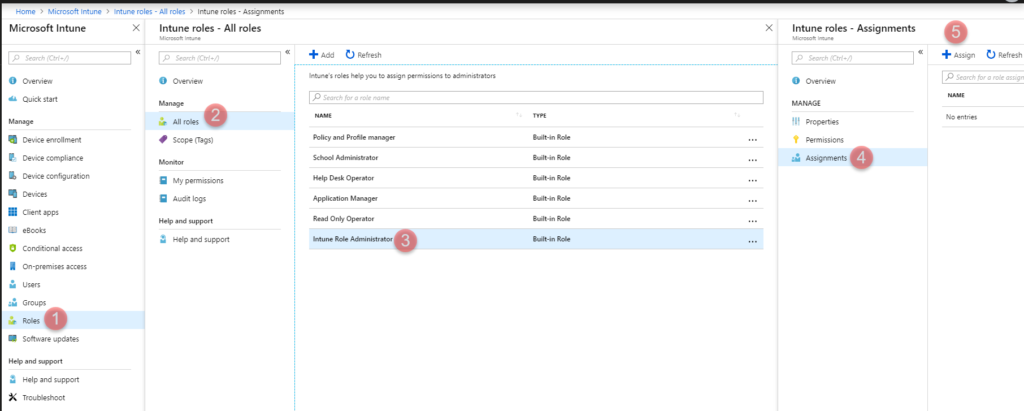 Home > Microsoft Intune > Intune roles - All roles > Intune roles - Assignments
Microsoft Intune
Search (Ctrl+/)
Overview
Quick start
Manage
Device enrollment
Device compliance
Device configuration
Devices
Client apps
eBooks
Conditional access
On-premises access
Users
Groups
Roles 1
Software updates
Help and support
Help and support
Troubleshoot
Intune roles - All roles
Microsoft Intune
Search (Ctrl+/)
Overview
Manage
All roles 2
Scope (Tags)
Monitor
My permissions
Audit logs
Help and support
Help and support
Add Refresh
Intune's roles help you to assign permissions to administrators
Search for a role name
NAME TYPE
Policy and Profile manager Built-in Role ...
School Administrator Built-in Role ...
Help Desk Operator Built-in Role ...
Application Manager Built-in Role ...
Read Only Operator Built-in Role ...
Intune Role Administrator 3 Built-in Role ...
Intune roles - Assignments
Microsoft Intune
Search (Ctrl+/)
Overview
MANAGE
Properties
Permissions
Assignments 4
5
Assign Refresh
Search for a role assign
NAME
No entries